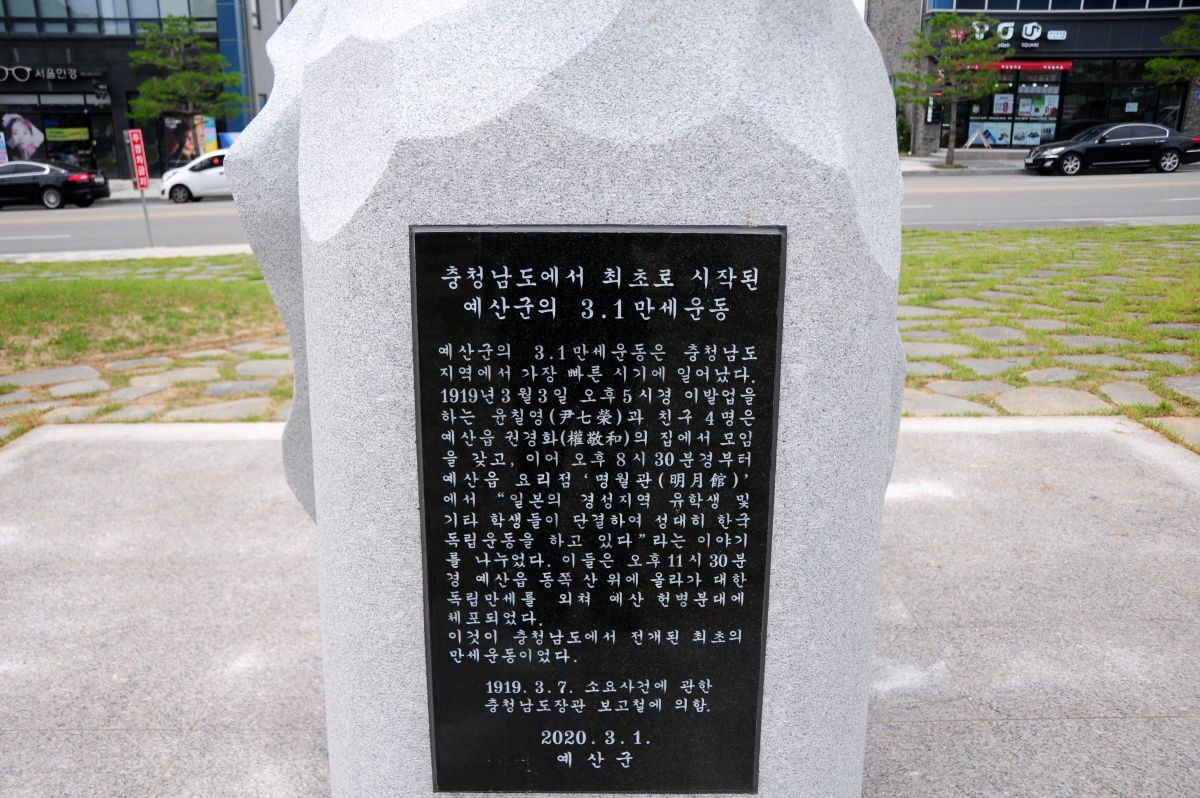 서울안경
주정차금지
olleh
SQUARE
충청남도에서 최초로 시작된
예산군의 3.1만세운동
예산군의 3.1만세운동은 충청남도
지역에서 가장 빠른 시기에 일어났다.
1919년 3월 3일 오후 5시경 이발업을
하는 윤칠영(尹七榮)과 친구 4명은
예산읍 권경화(權敬和)의 집에서 모임
을 갖고, 이어 오후 8시 30분경부터
예산읍 요리점 ‘명월관(明月館)’
에서 “일본의 경성지역 유학생 및
기타 학생들이 단결하여 성대히 한국
독립운동을 하고 있다”라는 이야기
를 나누었다. 이들은 오후 11시 30분
경 예산읍 동쪽 산 위에 올라가 대한
독립만세를 외쳐 예산 헌병분대에
체포되었다.
이것이 충청남도에서 전개된 최초의
만세운동이었다.
1919. 3. 7. 소요사건에 관한
충청남도장관 보고철에 의함.
2020. 3. 1.
예산군